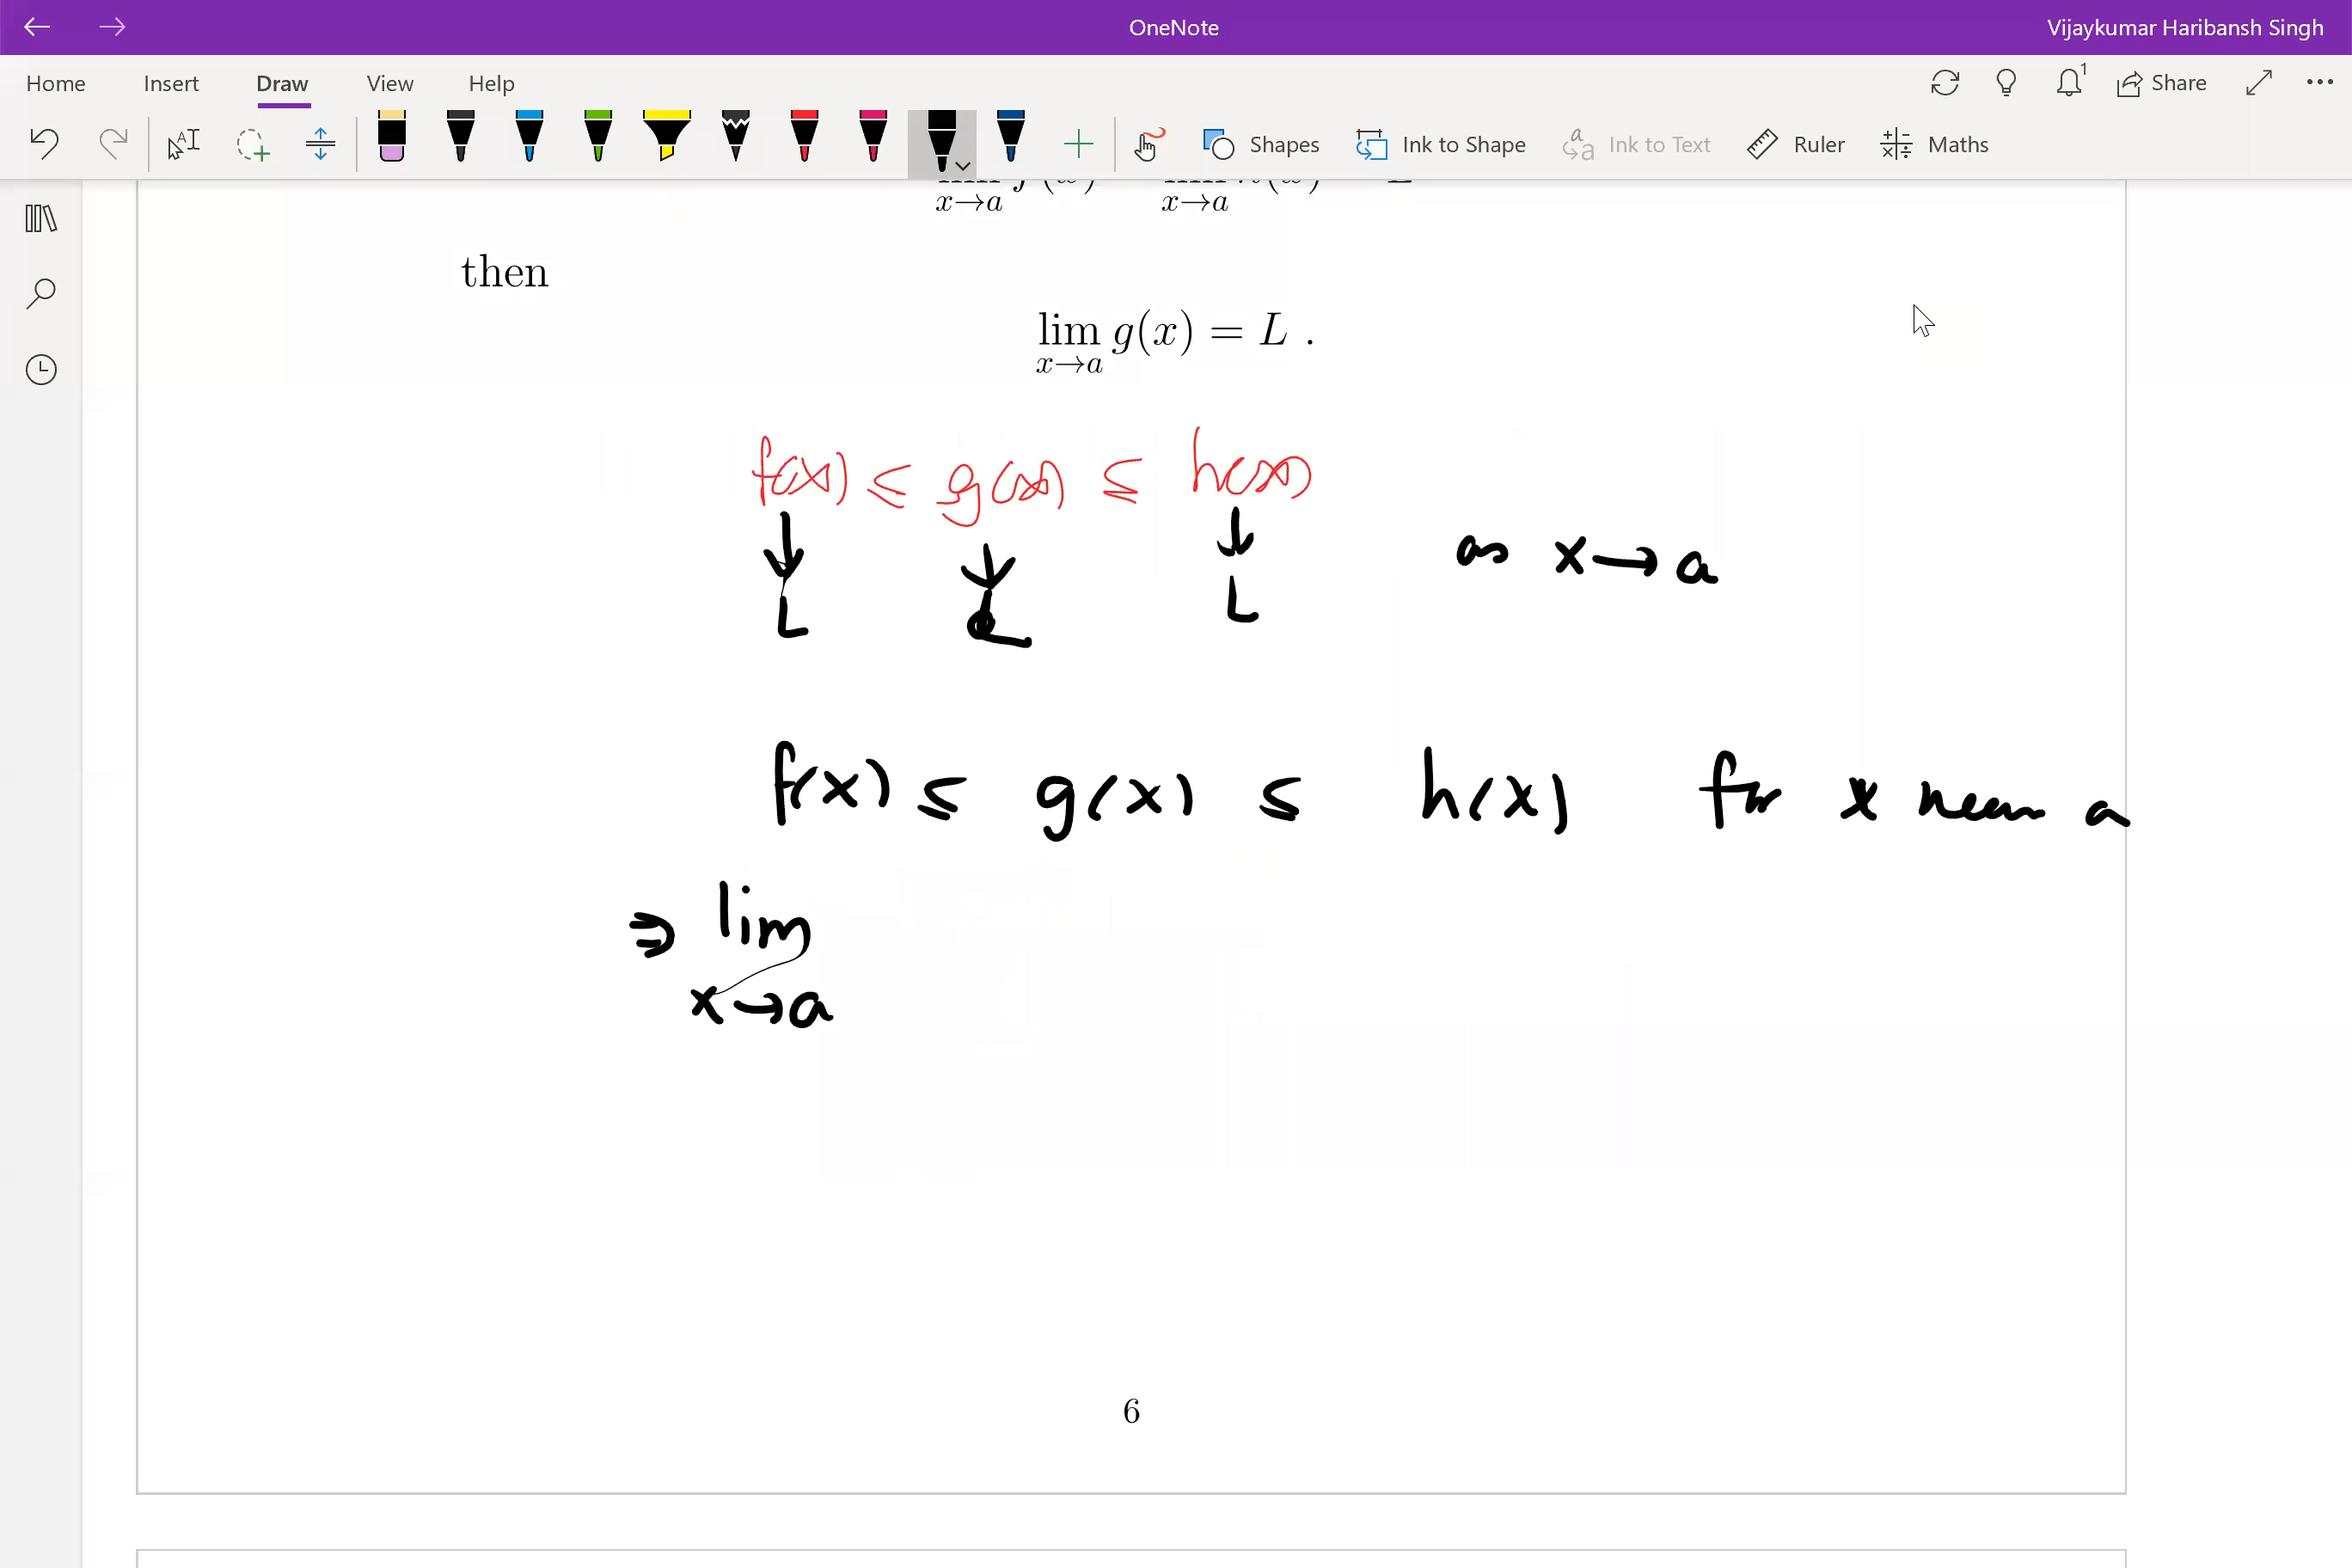 OneNote
Vijaykumar Haribansh Singh
Home Insert Draw View Help
1 Share
Shapes Ink to Shape Ink to Text Ruler Maths
x→a x→a
then
lim g(x) = L .
x→a
f(x) ≤ g(x) ≤ h(x)
↓ ↓ ↓ as x → a
L L L
f(x) ≤ g(x) ≤ h(x) for x near a
⇒ lim
x→a
6